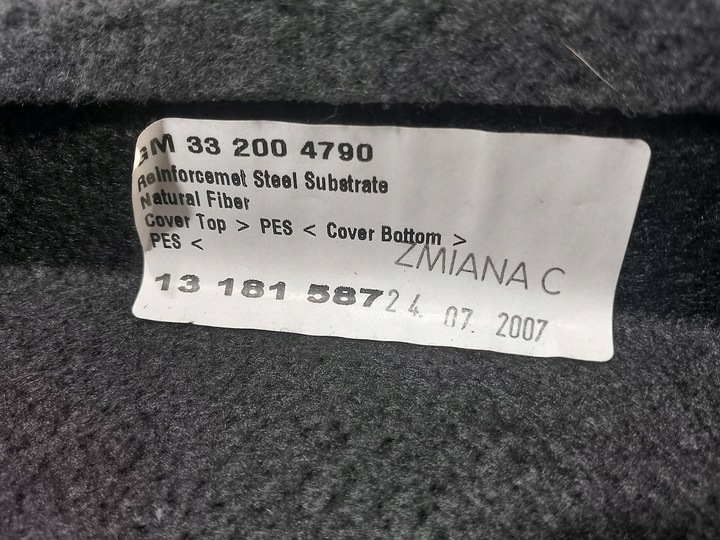 GM 33 200 4790
Reinforcemet Steel Substrate
Natural Fiber
Cover Top > PES < Cover Bottom >
PES <
ZMIANA C
13 181 587
24. 07. 2007